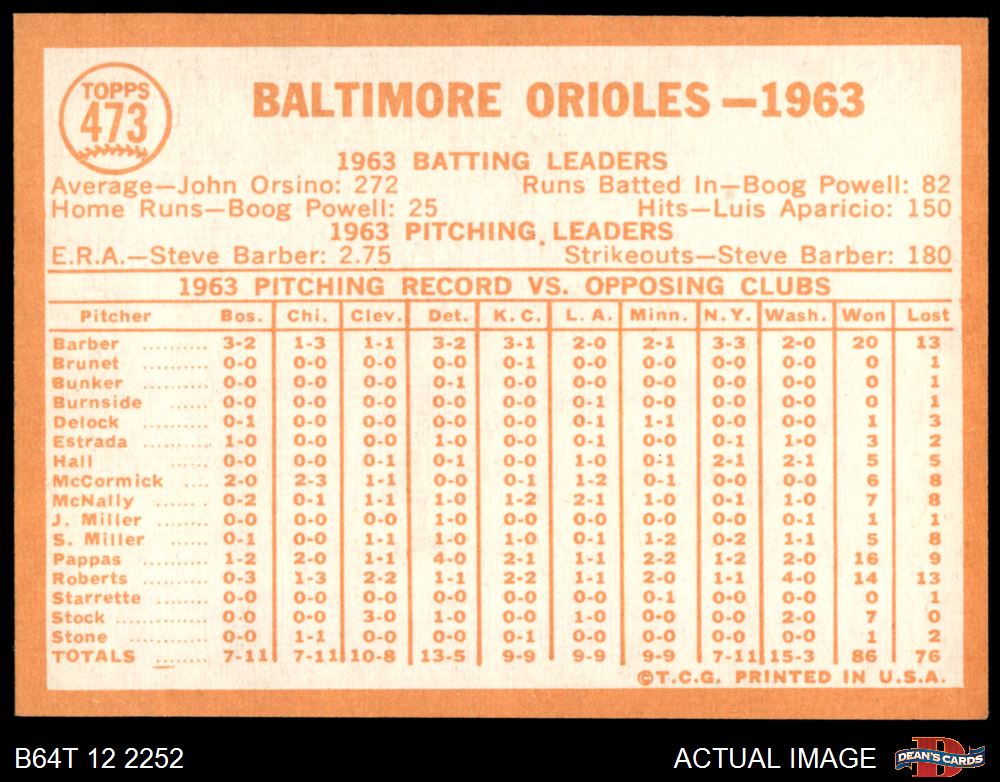 TOPPS
473
BALTIMORE ORIOLES—1963
1963 BATTING LEADERS
Average—John Orsino: 272 Runs Batted In—Boog Powell: 82
Home Runs—Boog Powell: 25 Hits—Luis Aparicio: 150
1963 PITCHING LEADERS
E.R.A.—Steve Barber: 2.75 Strikeouts—Steve Barber: 180
1963 PITCHING RECORD VS. OPPOSING CLUBS
Pitcher Bos. Chi. Clev. Det. K. C. L. A. Minn. N.Y. Wash. Won Lost
Barber .......... 3-2 1-3 1-1 3-2 3-1 2-0 2-1 3-3 2-0 20 13
Brunet .......... 0-0 0-0 0-0 0-0 0-1 0-0 0-0 0-0 0-0 0 1
Bunker .......... 0-0 0-0 0-0 0-1 0-0 0-0 0-0 0-0 0-0 0 1
Burnside ...... 0-0 0-0 0-0 0-0 0-0 0-1 0-0 0-0 0-0 0 1
Delock .......... 0-1 0-0 0-0 0-0 0-0 0-1 1-1 0-0 0-0 1 3
Estrada .......... 1-0 0-0 0-0 1-0 0-0 0-1 0-0 0-1 1-0 3 2
Hall .............. 0-0 0-0 0-1 0-1 0-0 1-0 0-1 2-1 2-1 5 5
McCormick .... 2-0 2-3 1-1 0-0 0-1 1-2 0-1 0-0 0-0 6 8
McNally ........ 0-2 0-1 1-1 1-0 1-2 2-1 1-0 0-1 1-0 7 8
J. Miller ........ 0-0 0-0 0-0 1-0 0-0 0-0 0-0 0-0 0-1 1 1
S. Miller ........ 0-1 0-0 1-1 1-0 1-0 0-1 1-2 0-2 1-1 5 8
Pappas .......... 1-2 2-0 1-1 4-0 2-1 1-1 2-2 1-2 2-0 16 9
Roberts ........ 0-3 1-3 2-2 1-1 2-2 1-1 2-0 1-1 4-0 14 13
Starrette ........ 0-0 0-0 0-0 0-0 0-0 0-0 0-1 0-0 0-0 0 1
Stock ............ 0-0 0-0 3-0 1-0 0-0 1-0 0-0 0-0 2-0 7 0
Stone ............ 0-0 1-1 0-0 0-0 0-1 0-0 0-0 0-0 0-0 1 2
TOTALS ........ 7-11 7-11 10-8 13-5 9-9 9-9 9-9 7-11 15-3 86 76
©T.C.G. PRINTED IN U.S.A.
B64T 12 2252 ACTUAL IMAGE D DEAN'S CARDS